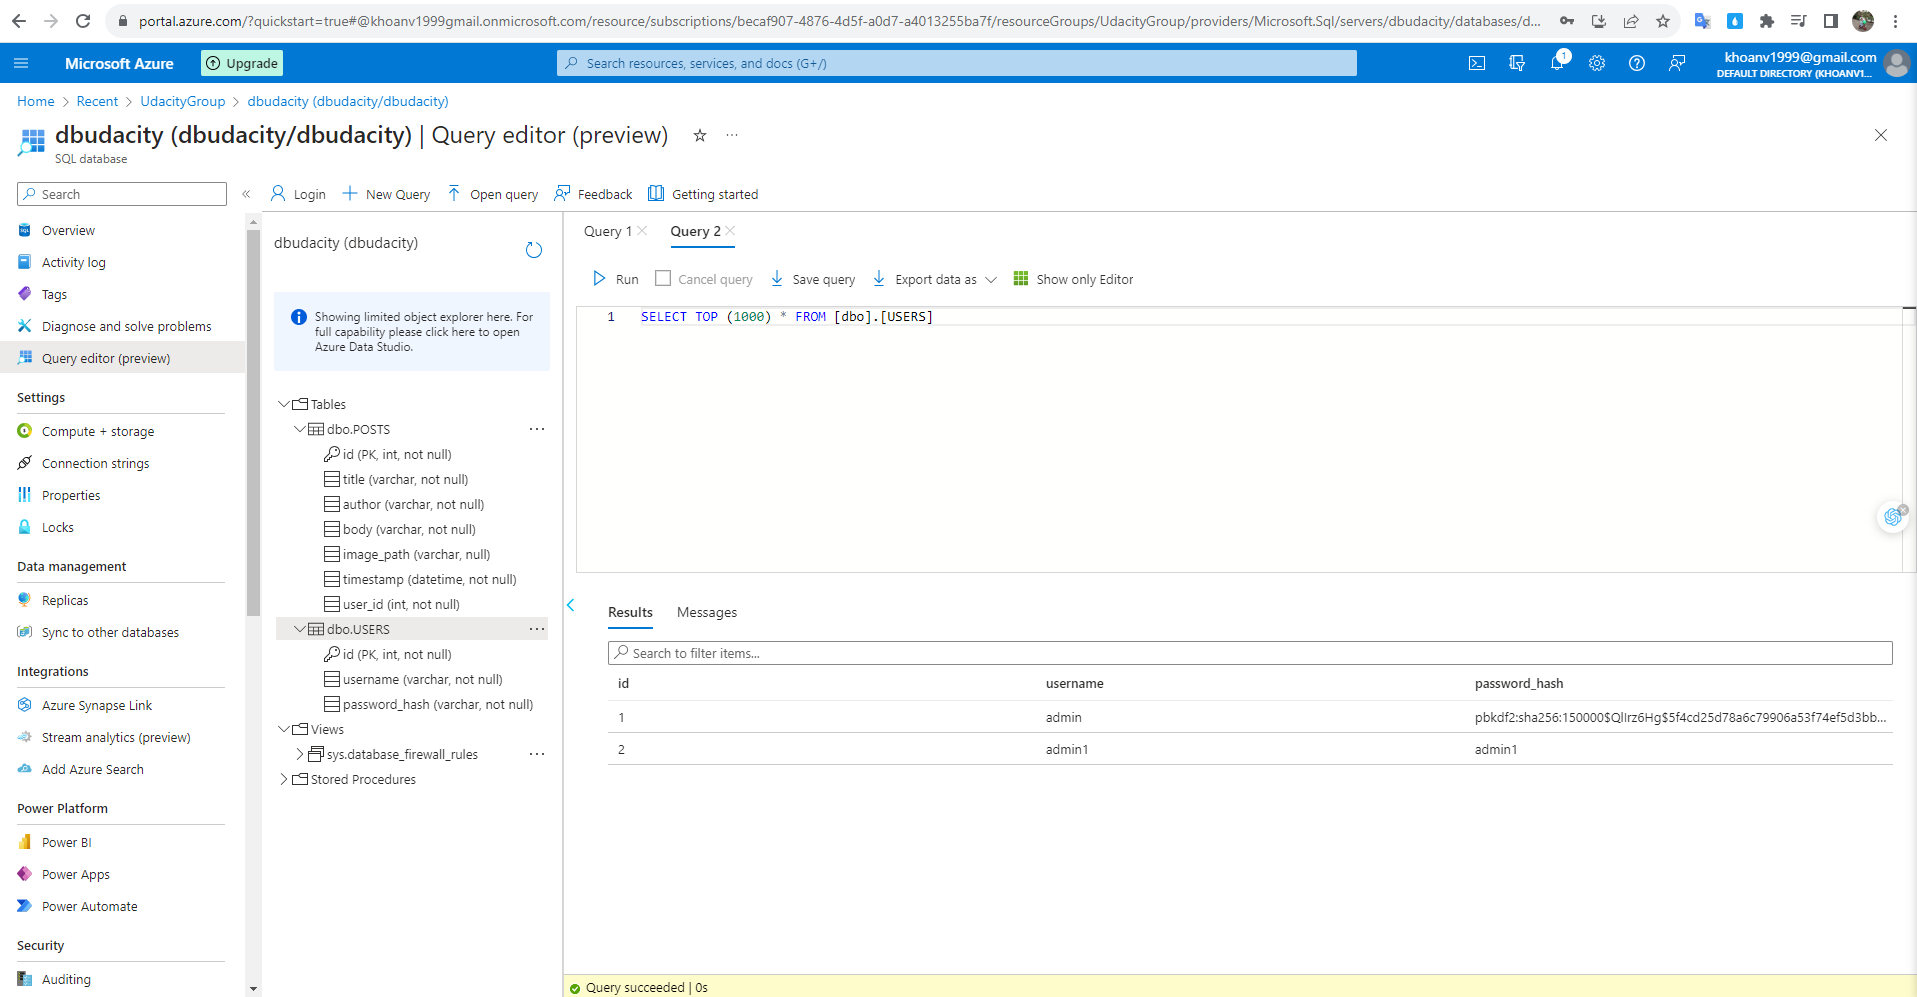 portal.azure.com/?quickstart=true#@khoanv1999gmail.onmicrosoft.com/resource/subscriptions/becaf907-4876-4d5f-a0d7-a4013255ba7f/resourceGroups/UdacityGroup/providers/Microsoft.Sql/servers/dbudacity/databases/d...
Microsoft Azure
Upgrade
Search resources, services, and docs (G+/)
1
khoanv1999@gmail.com
DEFAULT DIRECTORY (KHOANV1...
Home > Recent > UdacityGroup > dbudacity (dbudacity/dbudacity)
dbudacity (dbudacity/dbudacity) | Query editor (preview)
...
SQL database
Search
«
Login
New Query
Open query
Feedback
Getting started
Overview
Activity log
Tags
Diagnose and solve problems
Query editor (preview)
Settings
Compute + storage
Connection strings
Properties
Locks
Data management
Replicas
Sync to other databases
Integrations
Azure Synapse Link
Stream analytics (preview)
Add Azure Search
Power Platform
Power BI
Power Apps
Power Automate
Security
Auditing
dbudacity (dbudacity)
Showing limited object explorer here. For
full capability please click here to open
Azure Data Studio.
Tables
dbo.POSTS
...
id (PK, int, not null)
title (varchar, not null)
author (varchar, not null)
body (varchar, not null)
image_path (varchar, null)
timestamp (datetime, not null)
user_id (int, not null)
dbo.USERS
...
id (PK, int, not null)
username (varchar, not null)
password_hash (varchar, not null)
Views
sys.database_firewall_rules
...
Stored Procedures
Query 1
Query 2
Run
Cancel query
Save query
Export data as
Show only Editor
1 SELECT TOP (1000) * FROM [dbo].[USERS]
Results
Messages
Search to filter items...
id username password_hash
1 admin pbkdf2:sha256:150000$QlIrz6Hg$5f4cd25d78a6c79906a53f74ef5d3bb...
2 admin1 admin1
Query succeeded | 0s